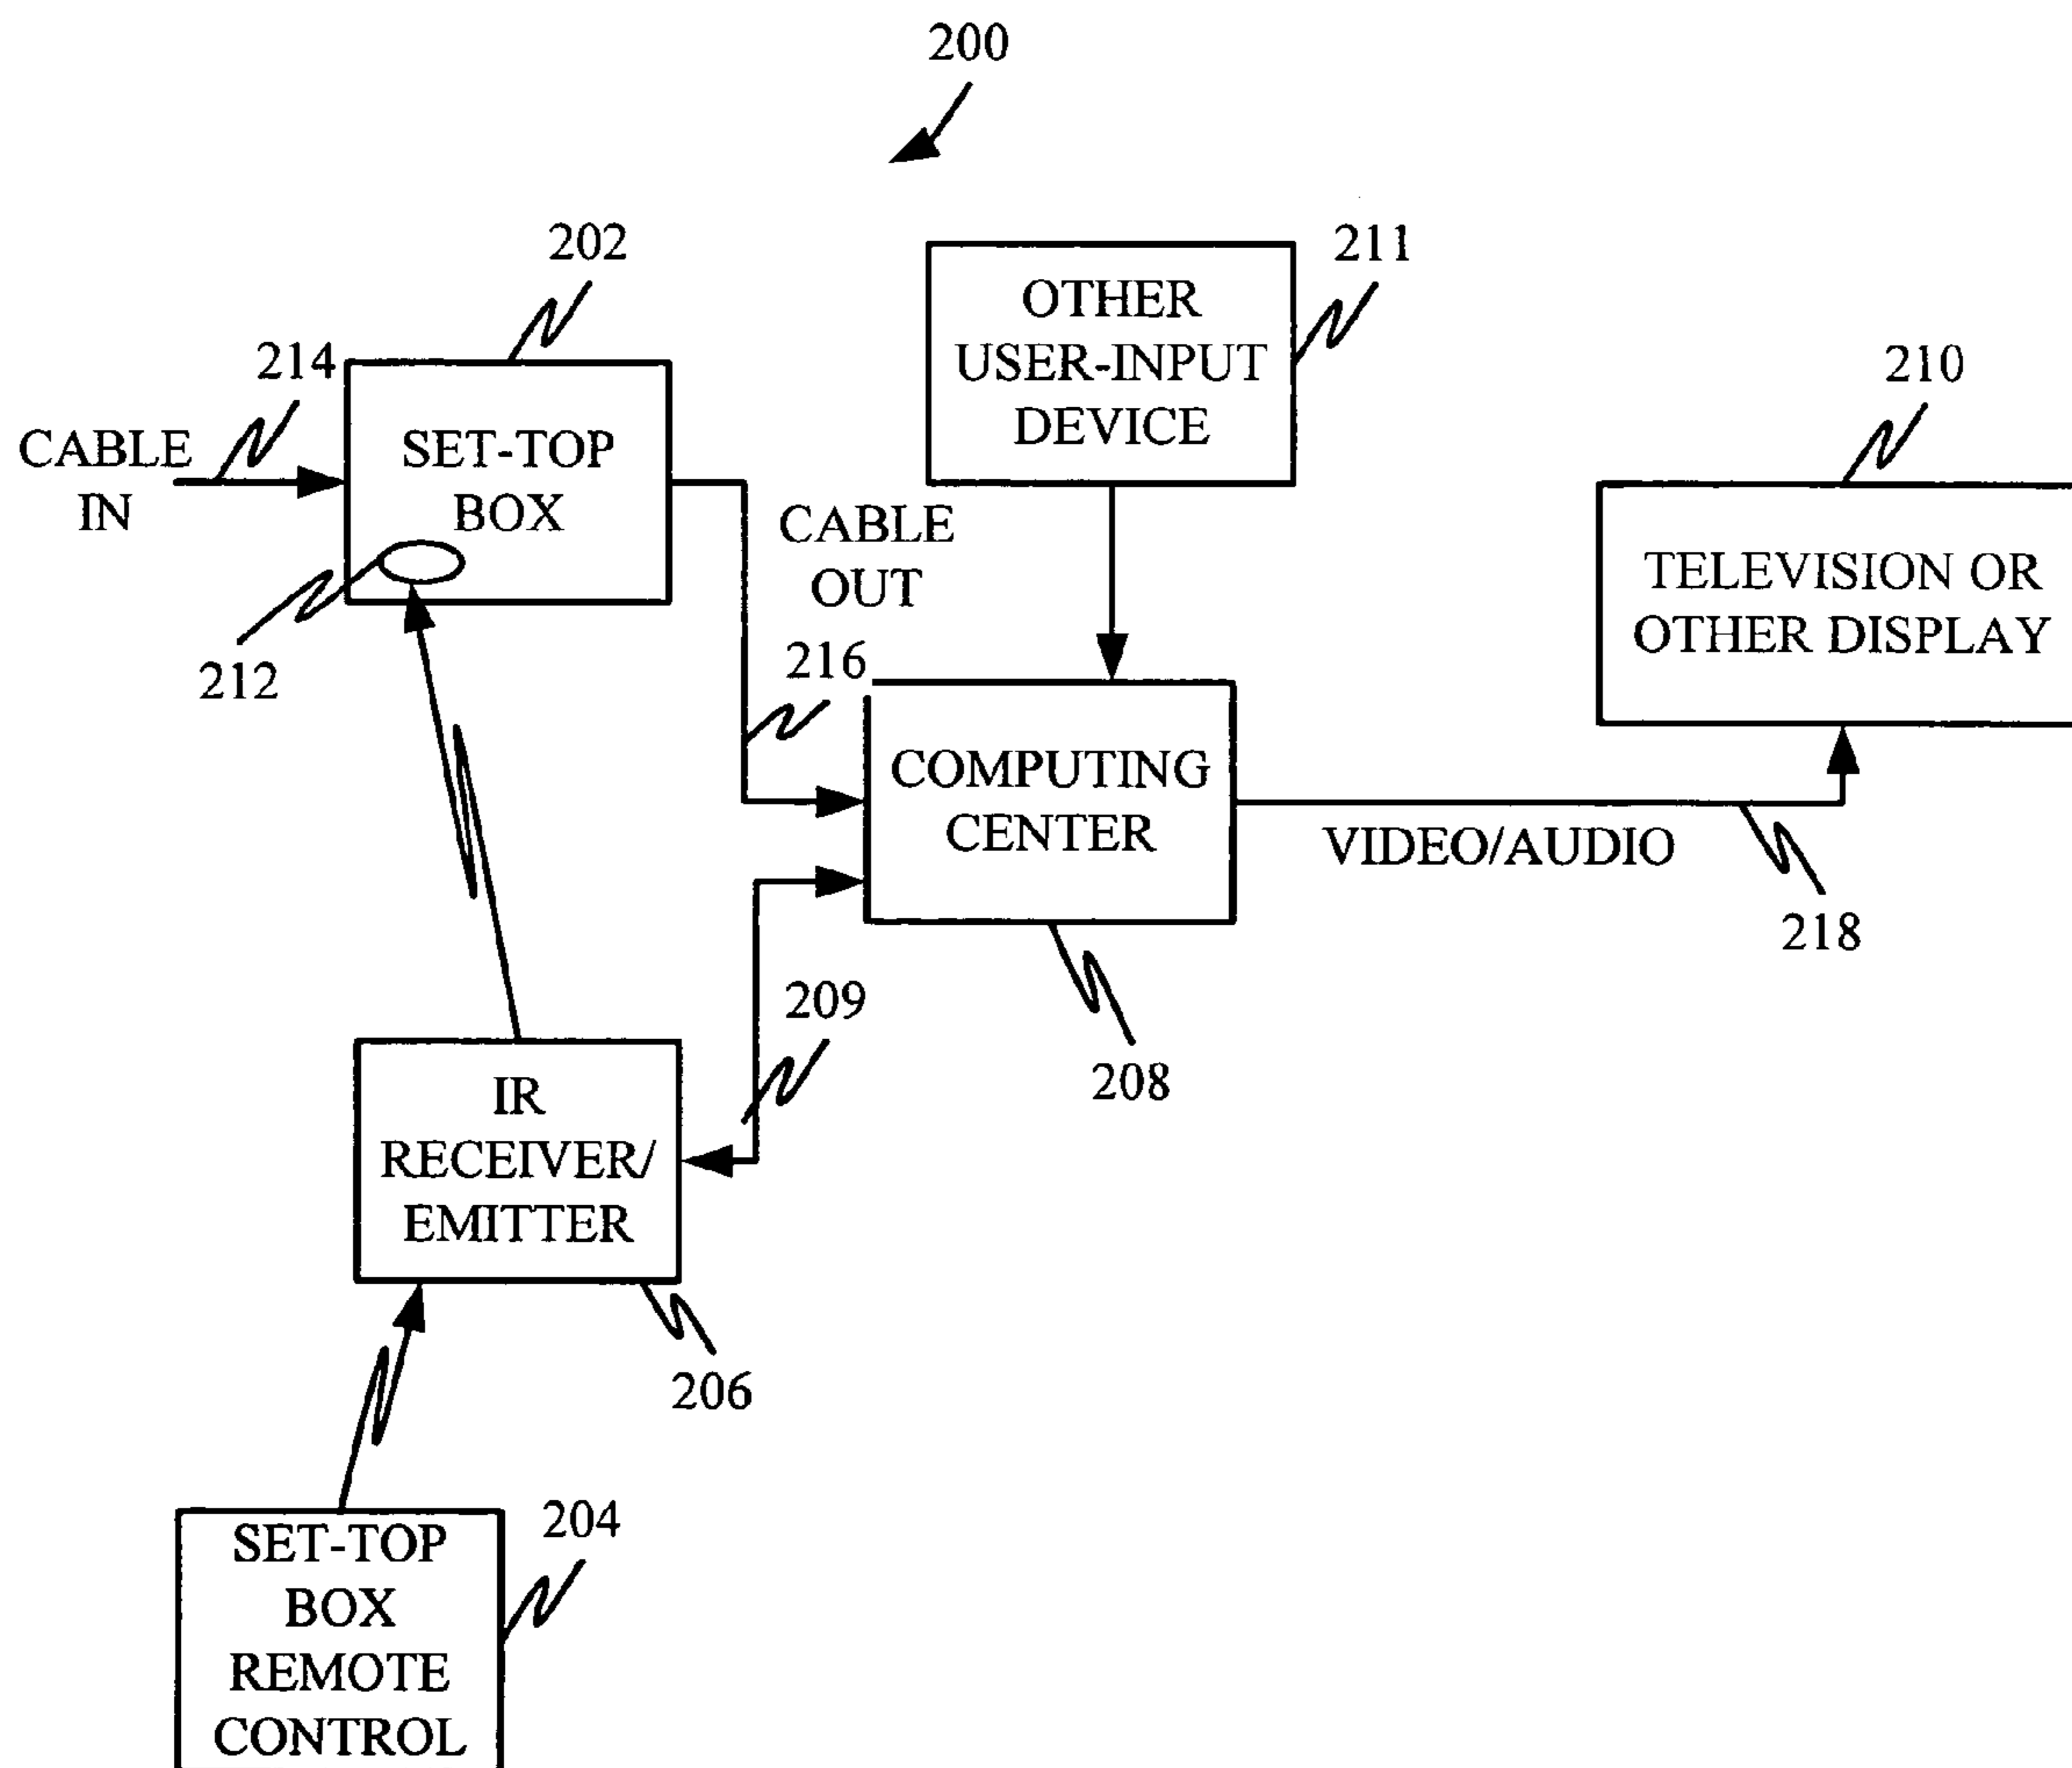 200
202
211
OTHER
USER-INPUT
DEVICE
214
210
CABLE
IN
SET-TOP
BOX
CABLE
OUT
TELEVISION OR
OTHER DISPLAY
212
216
COMPUTING
CENTER
VIDEO/AUDIO
218
209
208
IR
RECEIVER/
EMITTER
206
204
SET-TOP
BOX
REMOTE
CONTROL